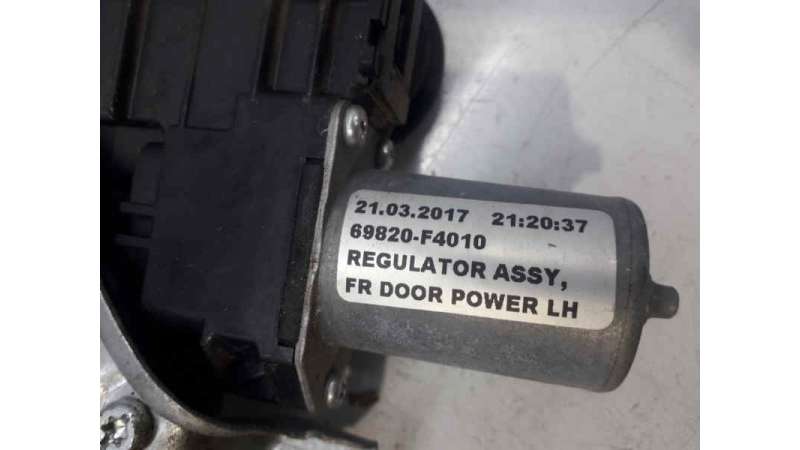 21.03.2017 21:20:37
69820-F4010
REGULATOR ASSY,
FR DOOR POWER LH